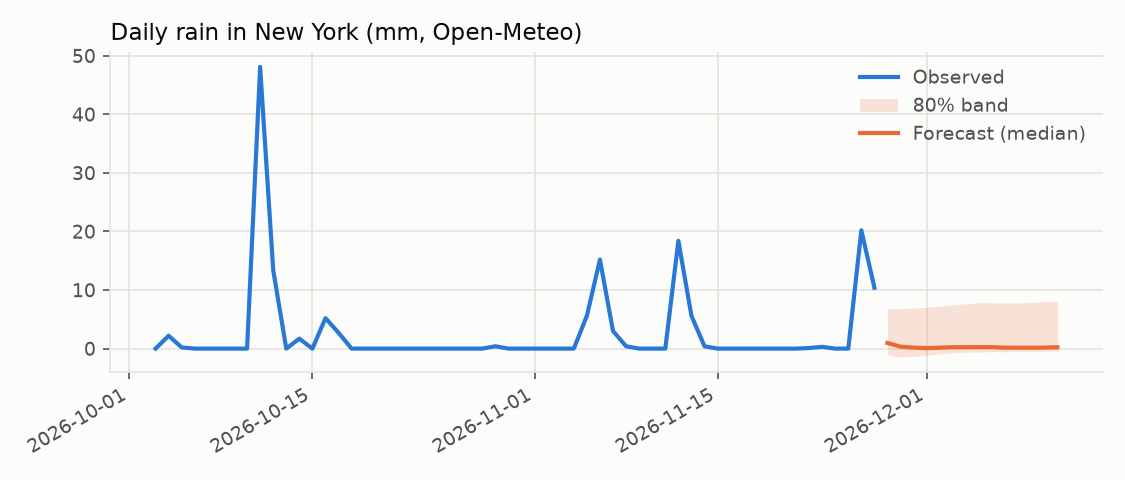 Daily rain in New York (mm, Open-Meteo)
50
40
30
20
10
0
Observed
80% band
Forecast (median)
2026-10-01
2026-10-15
2026-11-01
2026-11-15
2026-12-01